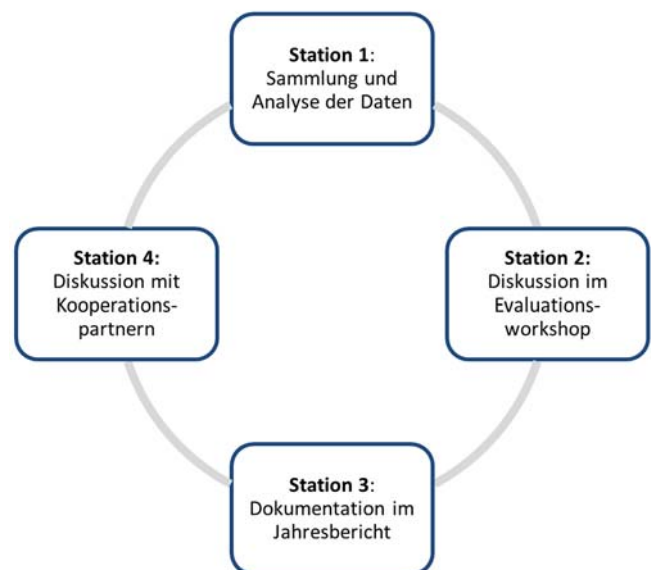 Station 1:
Sammlung und
Analyse der Daten
Station 2:
Diskussion im
Evaluations-
workshop
Station 3:
Dokumentation im
Jahresbericht
Station 4:
Diskussion mit
Kooperations-
partnern